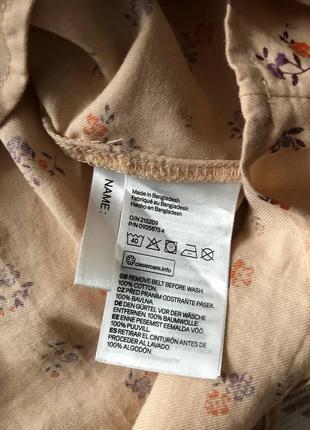 NAME:
Made in Bangladesh
Fabriqué au Bangladesh
Hecho en Bangladesh
O/N 215209
P/N 0925873-4
40
clevercare.info
GB REMOVE BELT BEFORE WASH.
100% COTTON.
CZ PŘED PRANÍM ODSTRAŇTE PÁSEK.
100% BAVLNA.
DE DEN GÜRTEL VOR DER WÄSCHE
ENTFERNEN. 100% BAUMWOLLE
EE ENNE PESEMIST EEMALDA VÖÖ.
100% PUUVILL.
ES RETIRAR EL CINTURÓN ANTES DE
PROCEDER AL LAVADO. 100%
ALGODÓN.